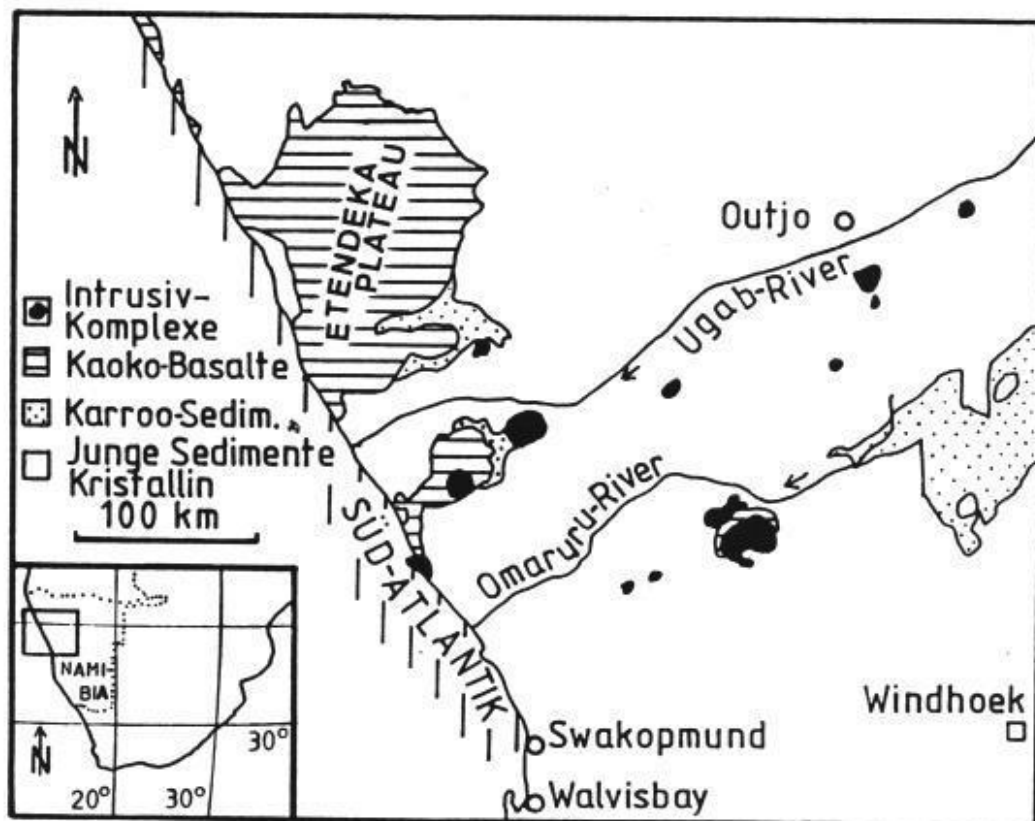 N
ETENDEKA
PLATEAU
Outjo
Ugab-River
Intrusiv-
Komplexe
Kaoko-Basalte
Karroo-Sedim.
Junge Sedimente
Kristallin
100 km
Omaruru-River
SÜD-ATLANTIK
NAMI-
BIA
N
30°
20°
30°
Windhoek
Swakopmund
Walvisbay